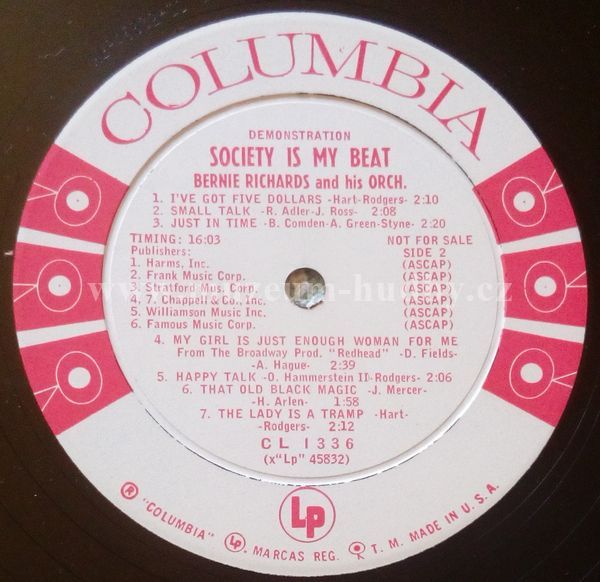 COLUMBIA
DEMONSTRATION
SOCIETY IS MY BEAT
BERNIE RICHARDS and his ORCH.
1. I'VE GOT FIVE DOLLARS -Hart-Rodgers- 2:10
2. SMALL TALK -R. Adler-J. Ross- 2:08
3. JUST IN TIME -B. Comden-A. Green-Styne- 2:20
TIMING: 16:03 NOT FOR SALE
Publishers: SIDE 2
1. Harms, Inc. (ASCAP)
2. Frank Music Corp. (ASCAP)
3. Stratford Mus. Corp. (ASCAP)
4, 7. Chappell & Co., Inc. (ASCAP)
5. Williamson Music Inc. (ASCAP)
6. Famous Music Corp. (ASCAP)
4. MY GIRL IS JUST ENOUGH WOMAN FOR ME
From The Broadway Prod. "Redhead" -D. Fields-
A. Hague- 2:39
5. HAPPY TALK -O. Hammerstein II-Rodgers- 2:06
6. THAT OLD BLACK MAGIC -J. Mercer-
H. Arlen- 1:58
7. THE LADY IS A TRAMP -Hart-
Rodgers- 2:12
CL 1336
(x"Lp" 45832)
Lp
® "COLUMBIA" Lp. MARCAS REG. T. M. MADE IN U. S. A.